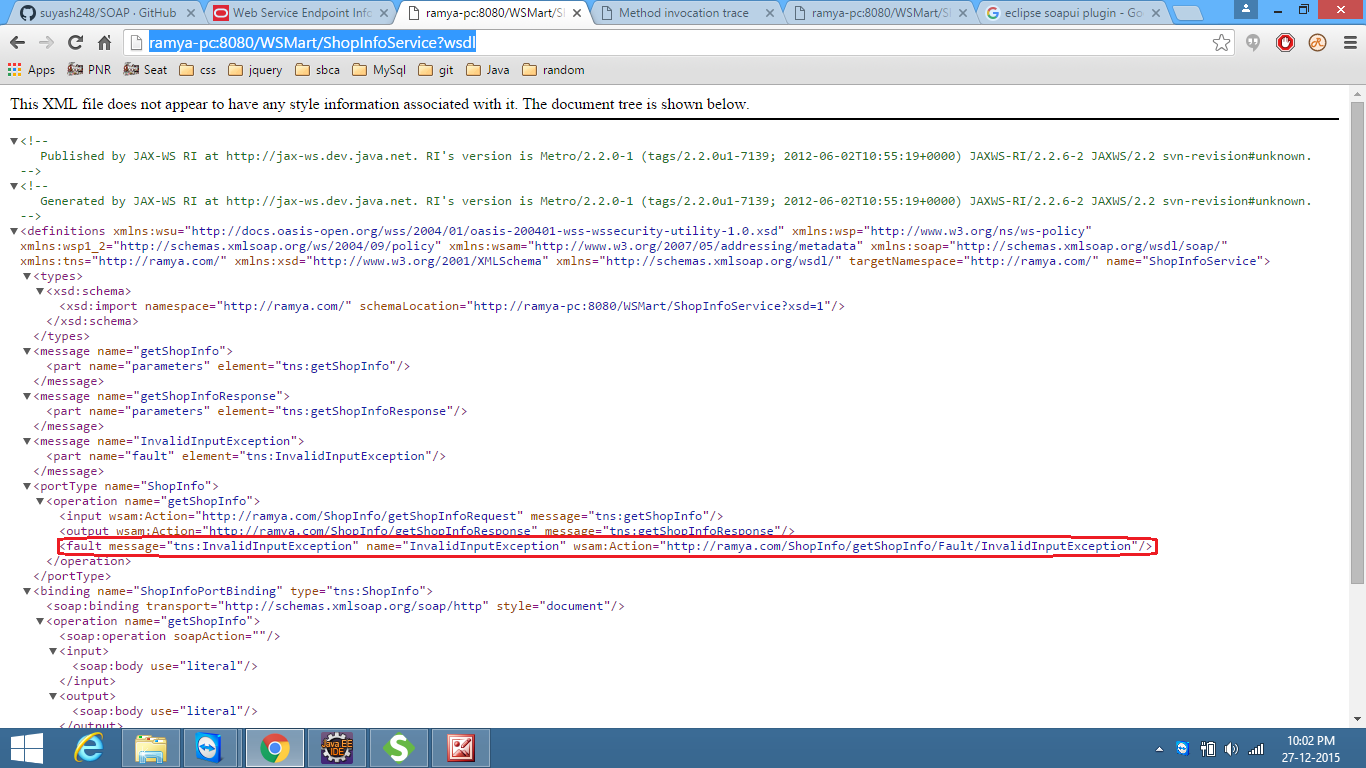 suyash248/SOAP · GitHub
Web Service Endpoint Info
ramya-pc:8080/WSMart/Sh
Method invocation trace
ramya-pc:8080/WSMart/Sh
eclipse soapui plugin - Go
ramya-pc:8080/WSMart/ShopInfoService?wsdl
Apps PNR Seat css jquery sbca MySql git Java random
This XML file does not appear to have any style information associated with it. The document tree is shown below.
▼<!--
Published by JAX-WS RI at http://jax-ws.dev.java.net. RI's version is Metro/2.2.0-1 (tags/2.2.0u1-7139; 2012-06-02T10:55:19+0000) JAXWS-RI/2.2.6-2 JAXWS/2.2 svn-revision#unknown.
-->
▼<!--
Generated by JAX-WS RI at http://jax-ws.dev.java.net. RI's version is Metro/2.2.0-1 (tags/2.2.0u1-7139; 2012-06-02T10:55:19+0000) JAXWS-RI/2.2.6-2 JAXWS/2.2 svn-revision#unknown.
-->
▼<definitions xmlns:wsu="http://docs.oasis-open.org/wss/2004/01/oasis-200401-wss-wssecurity-utility-1.0.xsd" xmlns:wsp="http://www.w3.org/ns/ws-policy"
xmlns:wsp1_2="http://schemas.xmlsoap.org/ws/2004/09/policy" xmlns:wsam="http://www.w3.org/2007/05/addressing/metadata" xmlns:soap="http://schemas.xmlsoap.org/wsdl/soap/"
xmlns:tns="http://ramya.com/" xmlns:xsd="http://www.w3.org/2001/XMLSchema" xmlns="http://schemas.xmlsoap.org/wsdl/" targetNamespace="http://ramya.com/" name="ShopInfoService">
▼<types>
▼<xsd:schema>
<xsd:import namespace="http://ramya.com/" schemaLocation="http://ramya-pc:8080/WSMart/ShopInfoService?xsd=1"/>
</xsd:schema>
</types>
▼<message name="getShopInfo">
<part name="parameters" element="tns:getShopInfo"/>
</message>
▼<message name="getShopInfoResponse">
<part name="parameters" element="tns:getShopInfoResponse"/>
</message>
▼<message name="InvalidInputException">
<part name="fault" element="tns:InvalidInputException"/>
</message>
▼<portType name="ShopInfo">
▼<operation name="getShopInfo">
<input wsam:Action="http://ramya.com/ShopInfo/getShopInfoRequest" message="tns:getShopInfo"/>
<output wsam:Action="http://ramya.com/ShopInfo/getShopInfoResponse" message="tns:getShopInfoResponse"/>
<fault message="tns:InvalidInputException" name="InvalidInputException" wsam:Action="http://ramya.com/ShopInfo/getShopInfo/Fault/InvalidInputException"/>
</operation>
</portType>
▼<binding name="ShopInfoPortBinding" type="tns:ShopInfo">
<soap:binding transport="http://schemas.xmlsoap.org/soap/http" style="document"/>
▼<operation name="getShopInfo">
<soap:operation soapAction=""/>
▼<input>
<soap:body use="literal"/>
</input>
▼<output>
<soap:body use="literal"/>
</output>
Java EE
IDE
10:02 PM
27-12-2015